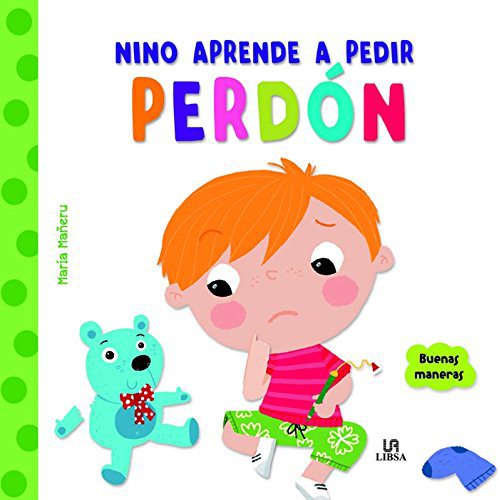 NINO APRENDE A PEDIR
PERDÓN
María Mañeru
Buenas
maneras
LIBSA